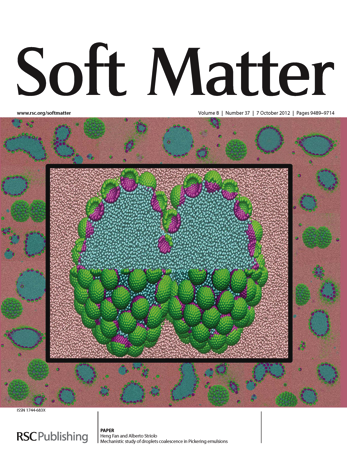 Soft Matter
www.rsc.org/softmatter
Volume 8 | Number 37 | 7 October 2012 | Pages 9489–9714
ISSN 1744-683X
RSCPublishing
PAPER
Heng Fan and Alberto Striolo
Mechanistic study of droplets coalescence in Pickering emulsions